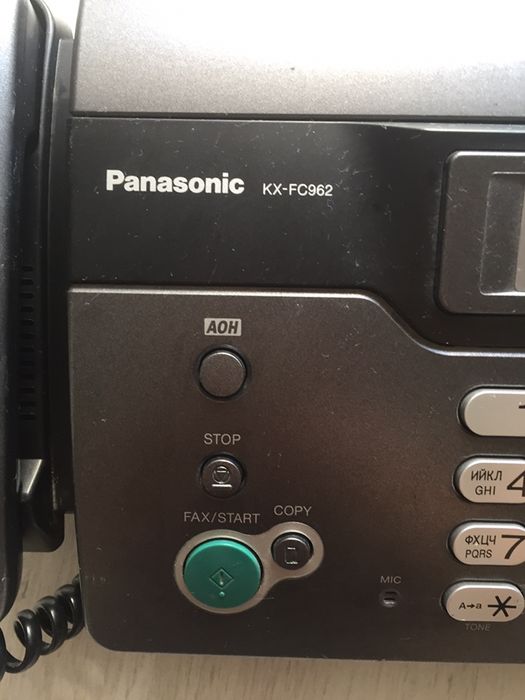 Panasonic KX-FC962
АОН
STOP
ИЙКЛ
GHI 4
FAX/START COPY
ФХЦЧ
PQRS 7
MIC
A→a ✱
TONE